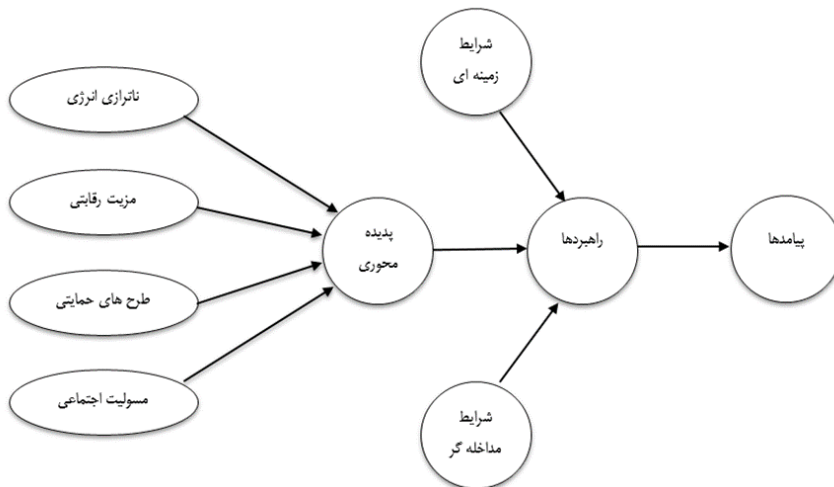 شرایط
زمینه ای
ناترازی انرژی
مزیت رقابتی
پدیده
محوری
راهبردها
پیامدها
طرح های حمایتی
مسولیت اجتماعی
شرایط
مداخله گر